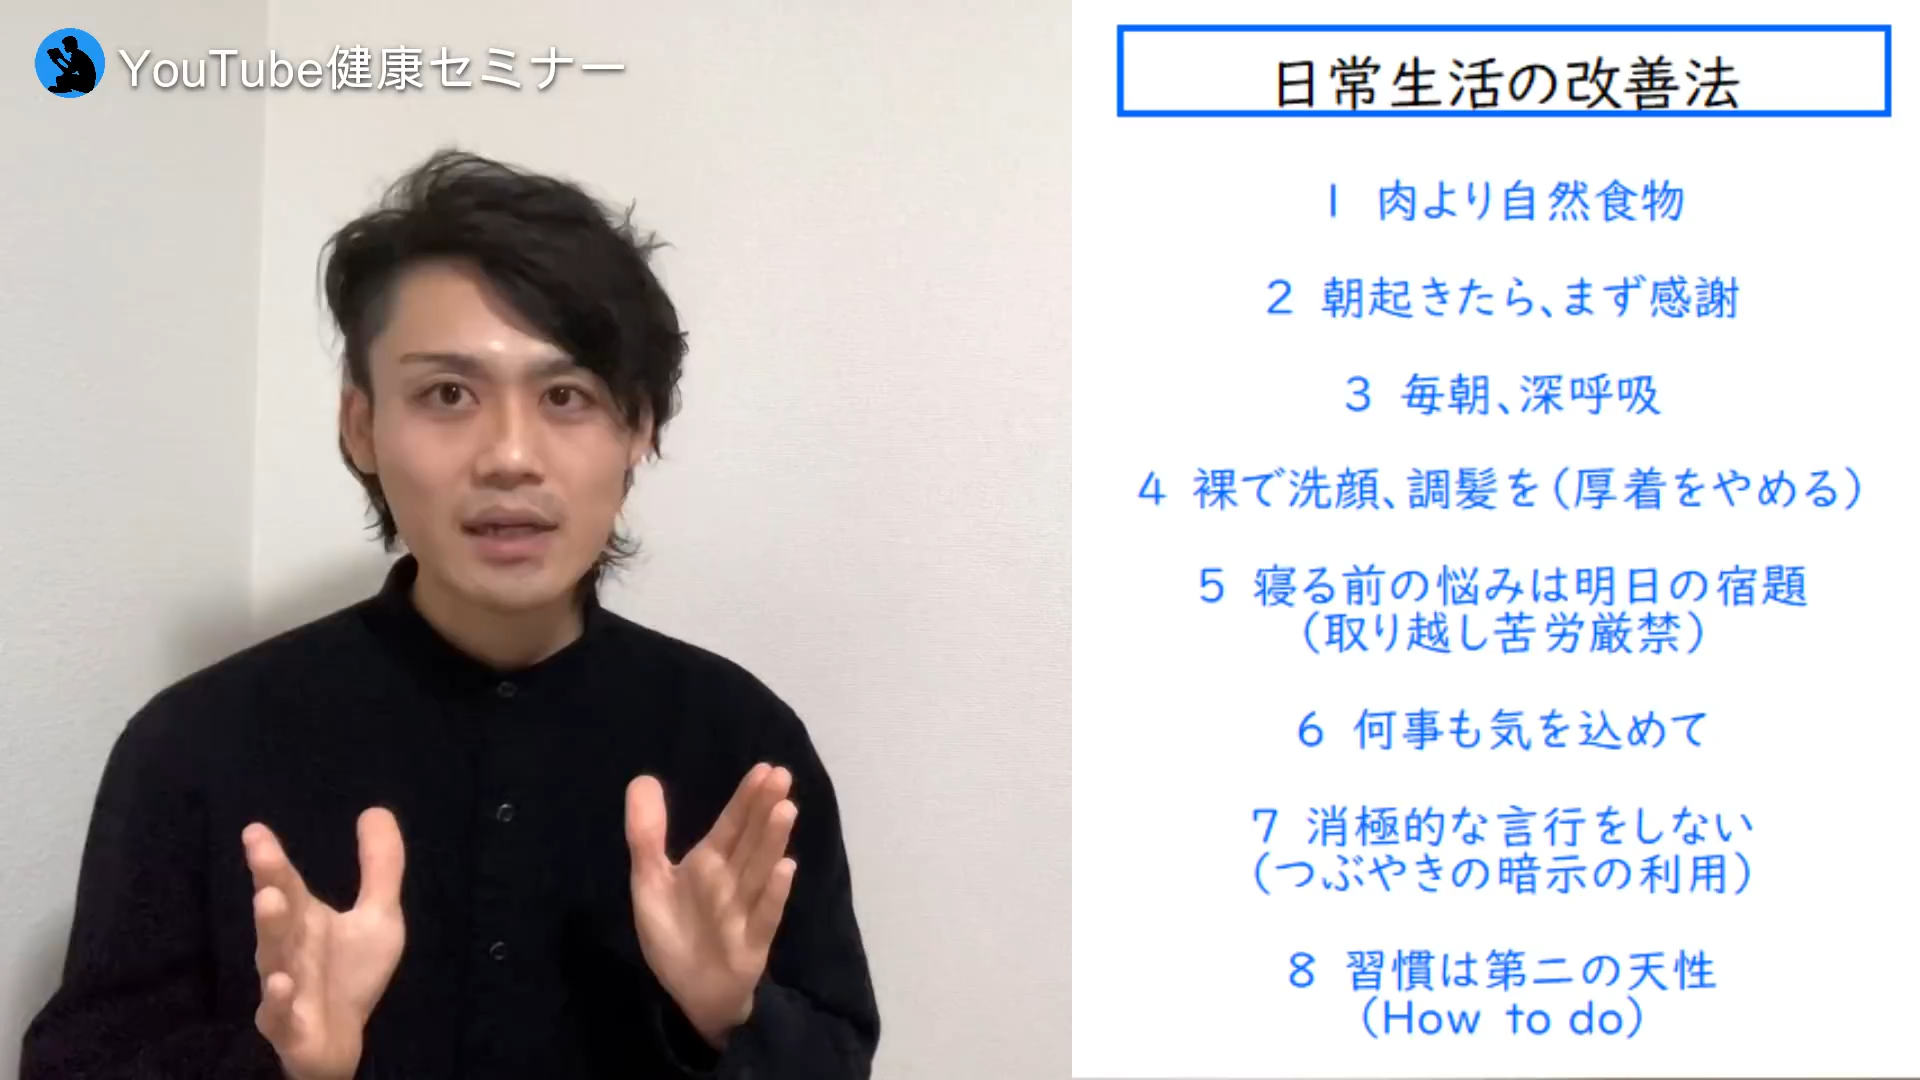 YouTube健康セミナー
日常生活の改善法
1 肉より自然食物
2 朝起きたら、まず感謝
3 毎朝、深呼吸
4 裸で洗顔、調髪を（厚着をやめる）
5 寝る前の悩みは明日の宿題
（取り越し苦労厳禁）
6 何事も気を込めて
7 消極的な言行をしない
（つぶやきの暗示の利用）
8 習慣は第二の天性
（How to do）